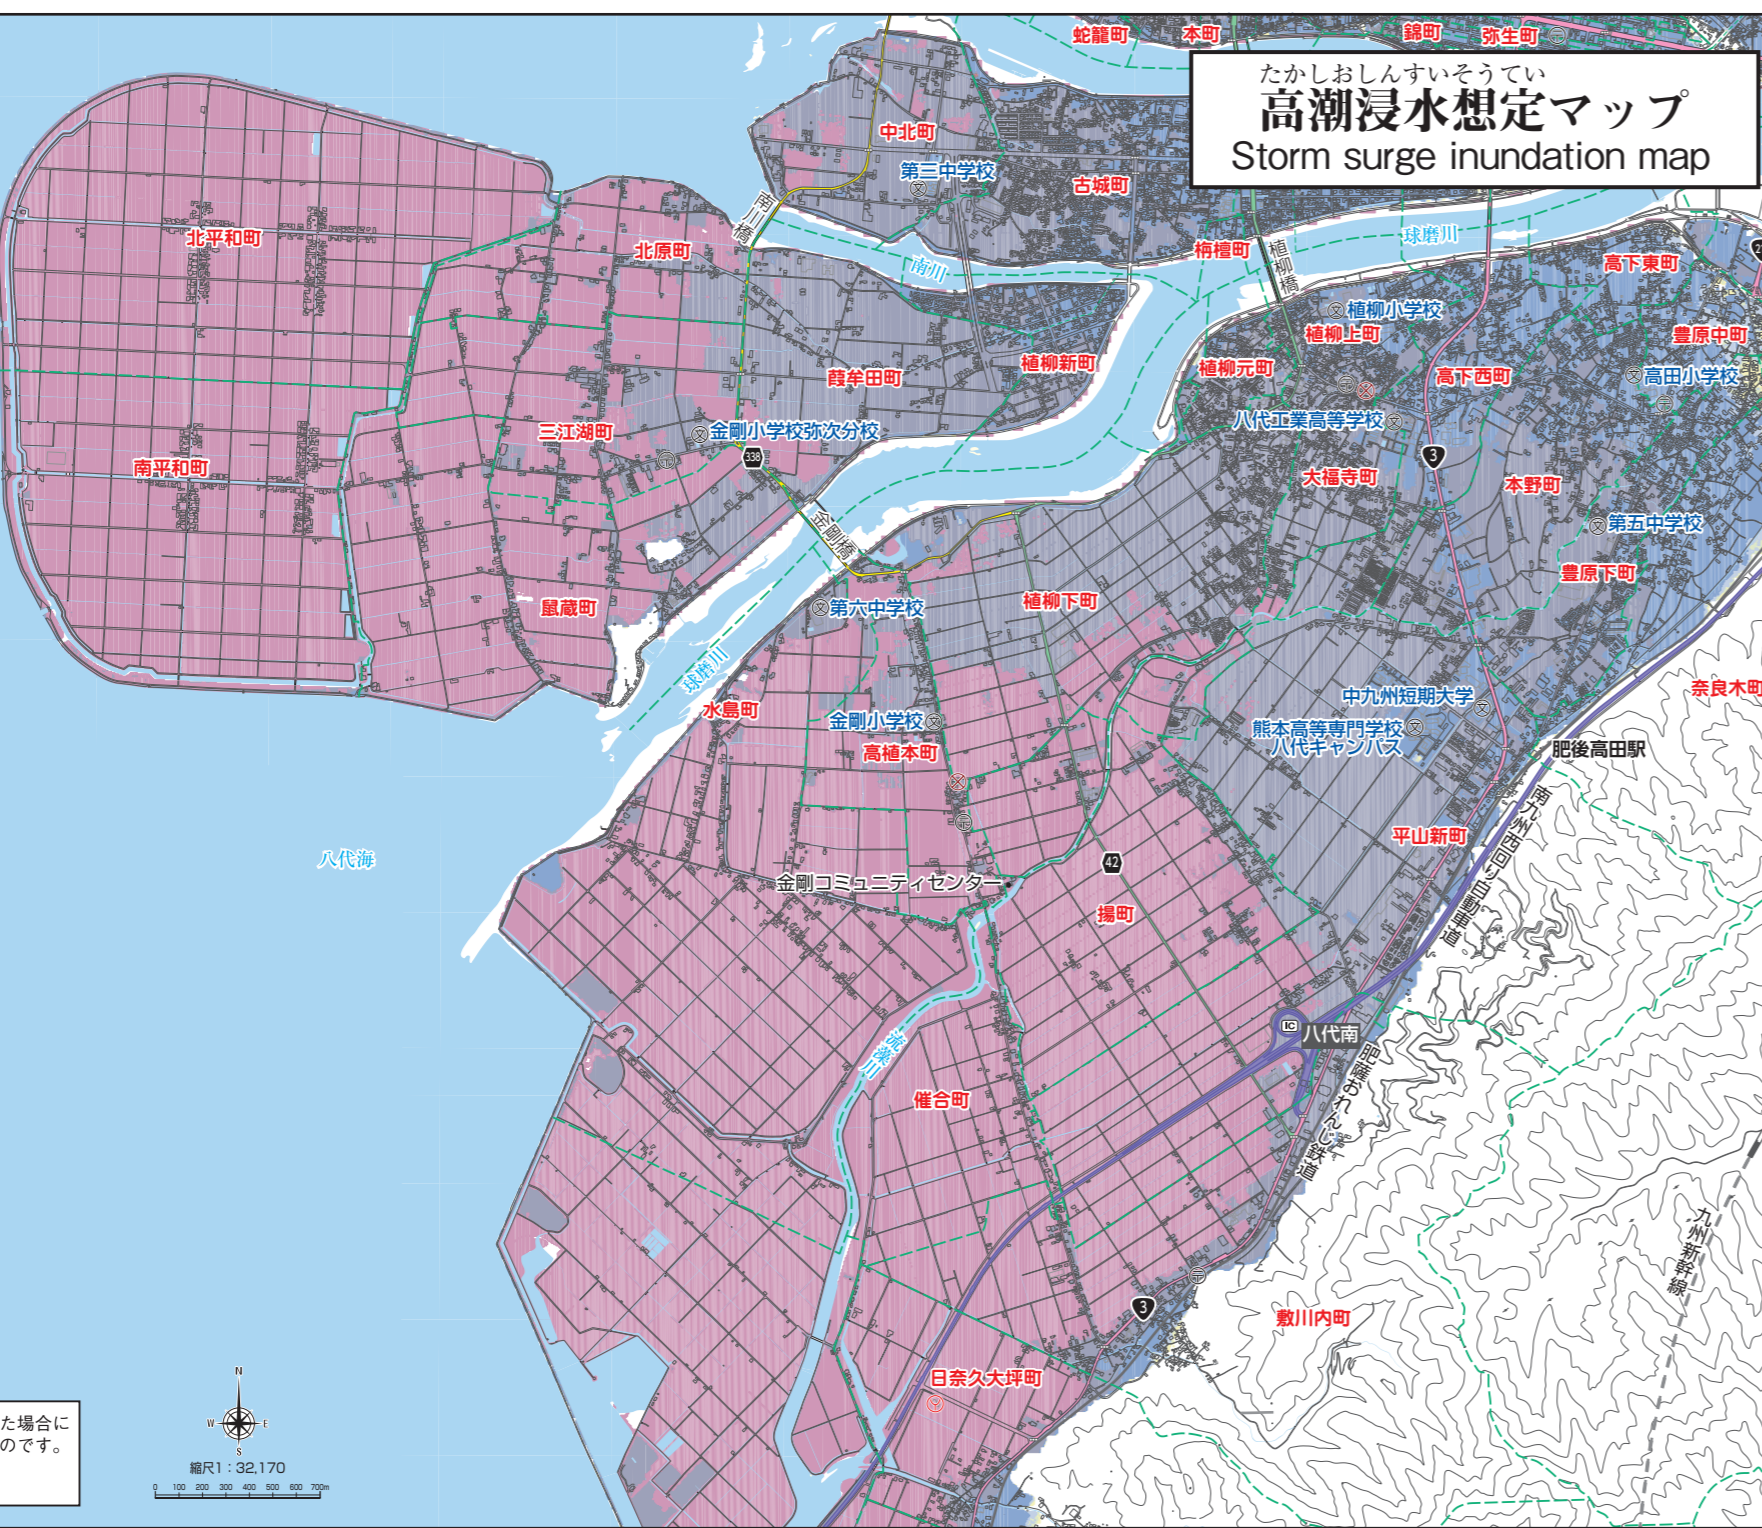 蛇籠町
本町
錦町
弥生町
たかしおしんすいそうてい
高潮浸水想定マップ
Storm surge inundation map
中北町
第三中学校
古城町
南川橋
北平和町
北原町
南川
栴檀町
植柳橋
球磨川
高下東町
植柳小学校
植柳上町
豊原中町
植柳新町
植柳元町
高下西町
高田小学校
葭牟田町
八代工業高等学校
三江湖町
金剛小学校弥次分校
338
3
南平和町
大福寺町
本野町
金剛橋
第五中学校
豊原下町
鼠蔵町
第六中学校
植柳下町
球磨川
水島町
金剛小学校
高植本町
中九州短期大学
熊本高等専門学校
八代キャンパス
奈良木町
肥後高田駅
南九州西回り自動車道
平山新町
八代海
42
金剛コミュニティセンター
揚町
IC
八代南
流藻川
肥薩おれんじ鉄道
催合町
九州新幹線
3
敷川内町
日奈久大坪町
た場合に
のです。
N
W
E
S
縮尺1：32,170
0 100 200 300 400 500 600 700m